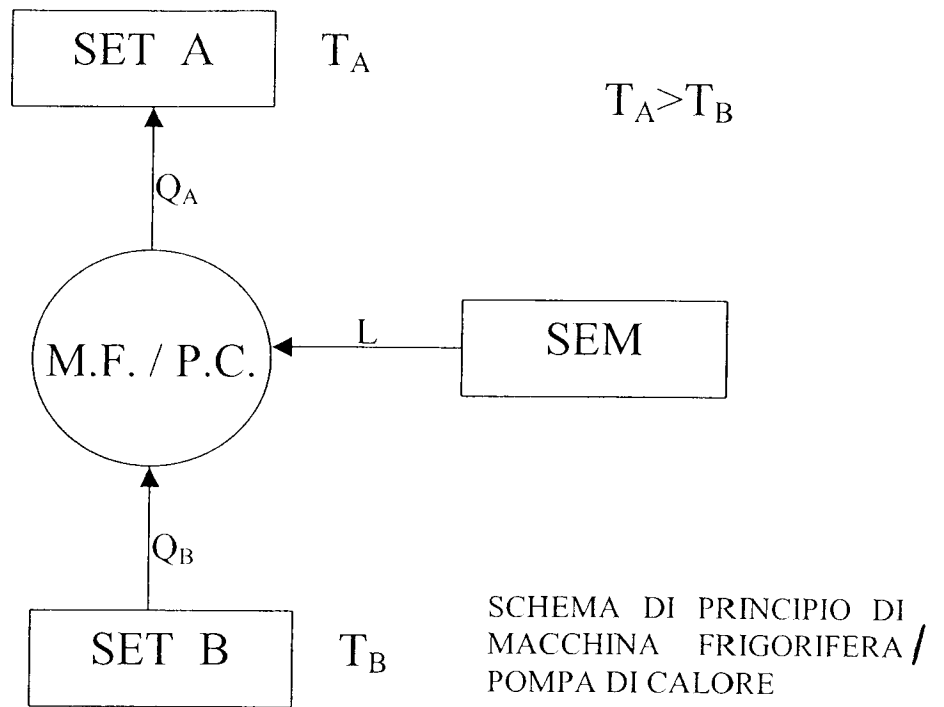 SET A
T_A
T_A>T_B
Q_A
M.F. / P.C.
L
SEM
Q_B
SET B
T_B
SCHEMA DI PRINCIPIO DI
MACCHINA FRIGORIFERA/
POMPA DI CALORE